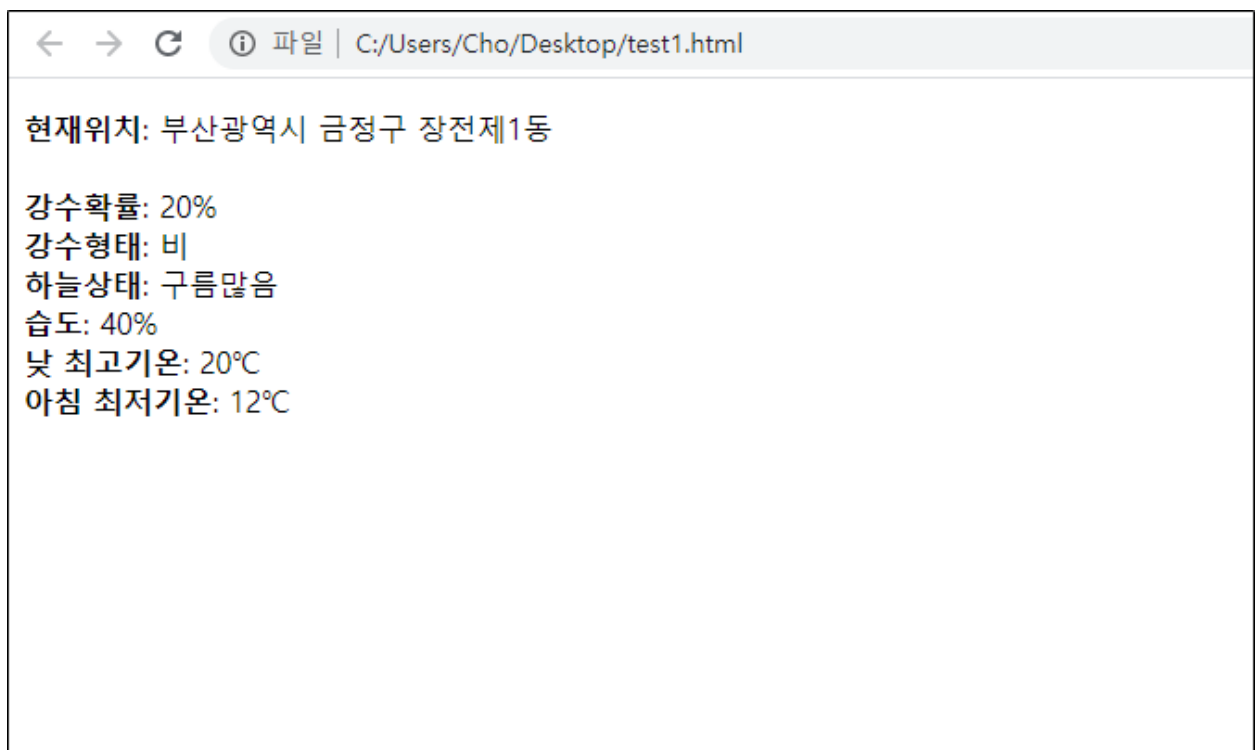 파일 | C:/Users/Cho/Desktop/test1.html
현재위치: 부산광역시 금정구 장전제1동
강수확률: 20%
강수형태: 비
하늘상태: 구름많음
습도: 40%
낮 최고기온: 20℃
아침 최저기온: 12℃